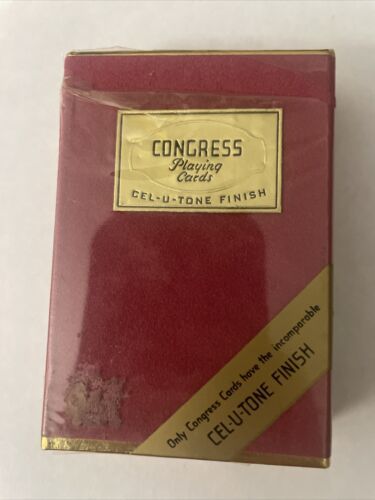 CONGRESS
Playing
Cards
CEL-U-TONE FINISH
Only Congress Cards have the incomparable
CEL-U-TONE FINISH